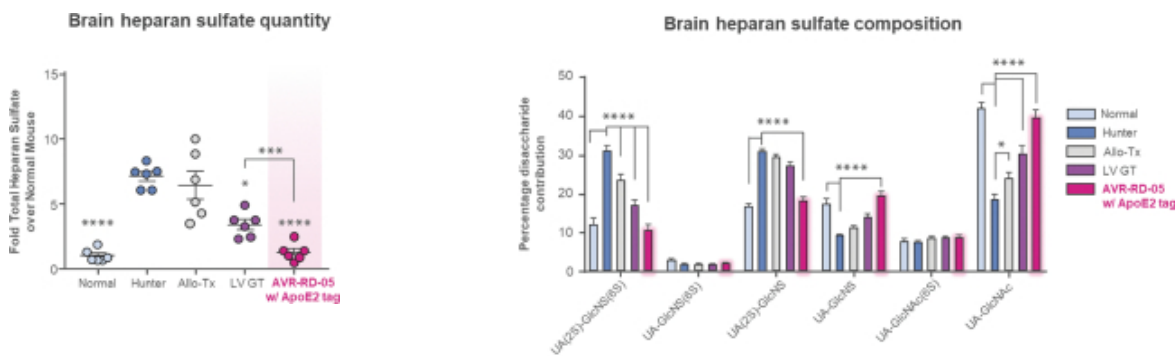 Brain heparan sulfate quantity
Fold Total Heparan Sulfate
over Normal Mouse
15
10
5
0
****
***
*
****
Normal
Hunter
Allo-Tx
LV GT
AVR-RD-05
w/ ApoE2 tag
Brain heparan sulfate composition
Percentage disaccharide
contribution
50
40
30
20
10
0
****
****
****
****
*
UA(2S)-GlcNS(6S)
UA-GlcNS(6S)
UA(2S)-GlcNS
UA-GlcNS
UA-GlcNAc(6S)
UA-GlcNAc
Normal
Hunter
Allo-Tx
LV GT
AVR-RD-05
w/ ApoE2 tag